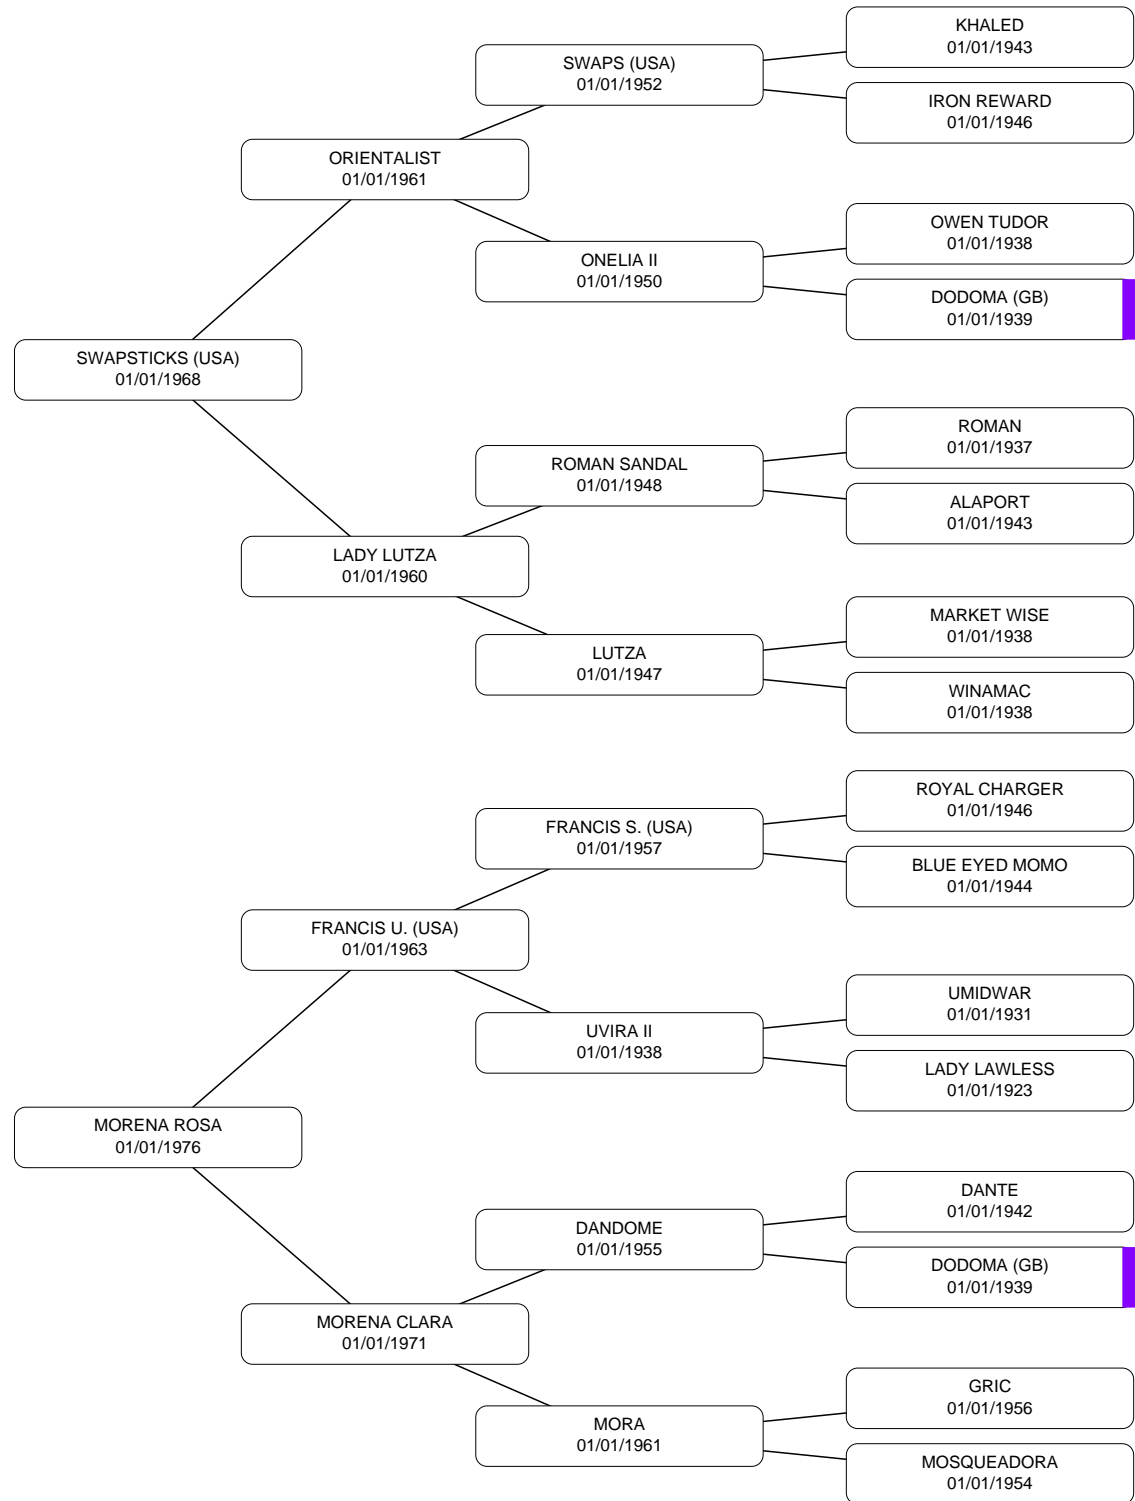 KHALED
01/01/1943
SWAPS (USA)
01/01/1952
IRON REWARD
01/01/1946
ORIENTALIST
01/01/1961
OWEN TUDOR
01/01/1938
ONELIA II
01/01/1950
DODOMA (GB)
01/01/1939
SWAPSTICKS (USA)
01/01/1968
ROMAN
01/01/1937
ROMAN SANDAL
01/01/1948
ALAPORT
01/01/1943
LADY LUTZA
01/01/1960
MARKET WISE
01/01/1938
LUTZA
01/01/1947
WINAMAC
01/01/1938
ROYAL CHARGER
01/01/1946
FRANCIS S. (USA)
01/01/1957
BLUE EYED MOMO
01/01/1944
FRANCIS U. (USA)
01/01/1963
UMIDWAR
01/01/1931
UVIRA II
01/01/1938
LADY LAWLESS
01/01/1923
MORENA ROSA
01/01/1976
DANTE
01/01/1942
DANDOME
01/01/1955
DODOMA (GB)
01/01/1939
MORENA CLARA
01/01/1971
GRIC
01/01/1956
MORA
01/01/1961
MOSQUEADORA
01/01/1954